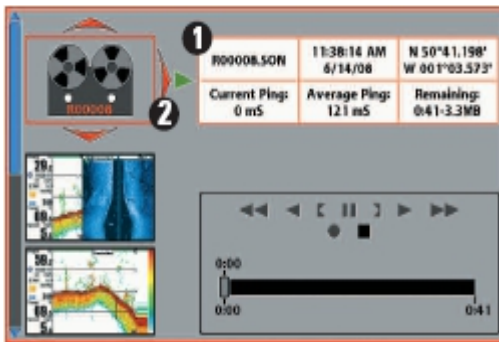 1
R00008.SON
11:38:14 AM
6/14/08
N 50°41.198'
W 001°03.573'
R00008
2
Current Ping:
0 mS
Average Ping:
121 mS
Remaining:
0:41-3.3MB
0:00
0:00
0:41